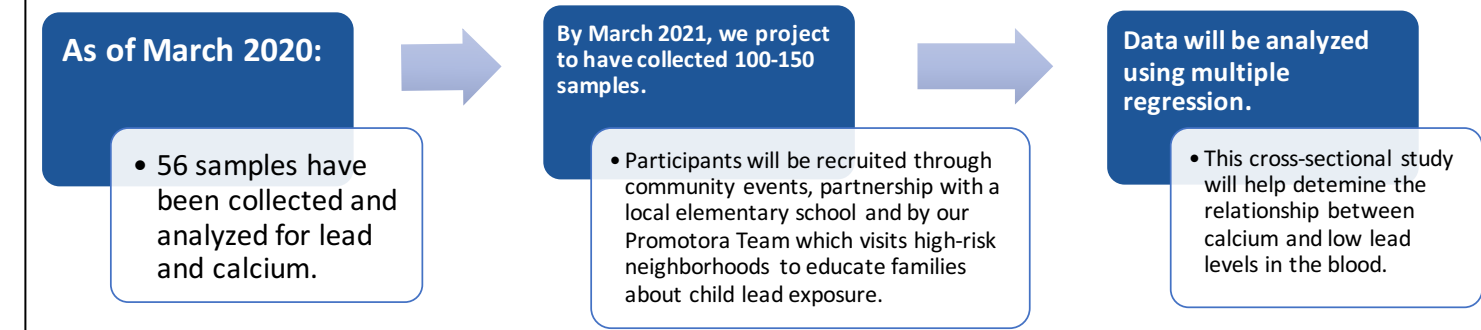 As of March 2020:
• 56 samples have
been collected and
analyzed for lead
and calcium.
By March 2021, we project
to have collected 100-150
samples.
• Participants will be recruited through
community events, partnership with a
local elementary school and by our
Promotora Team which visits high-risk
neighborhoods to educate families
about child lead exposure.
Data will be analyzed
using multiple
regression.
• This cross-sectional study
will help detemine the
relationship between
calcium and low lead
levels in the blood.